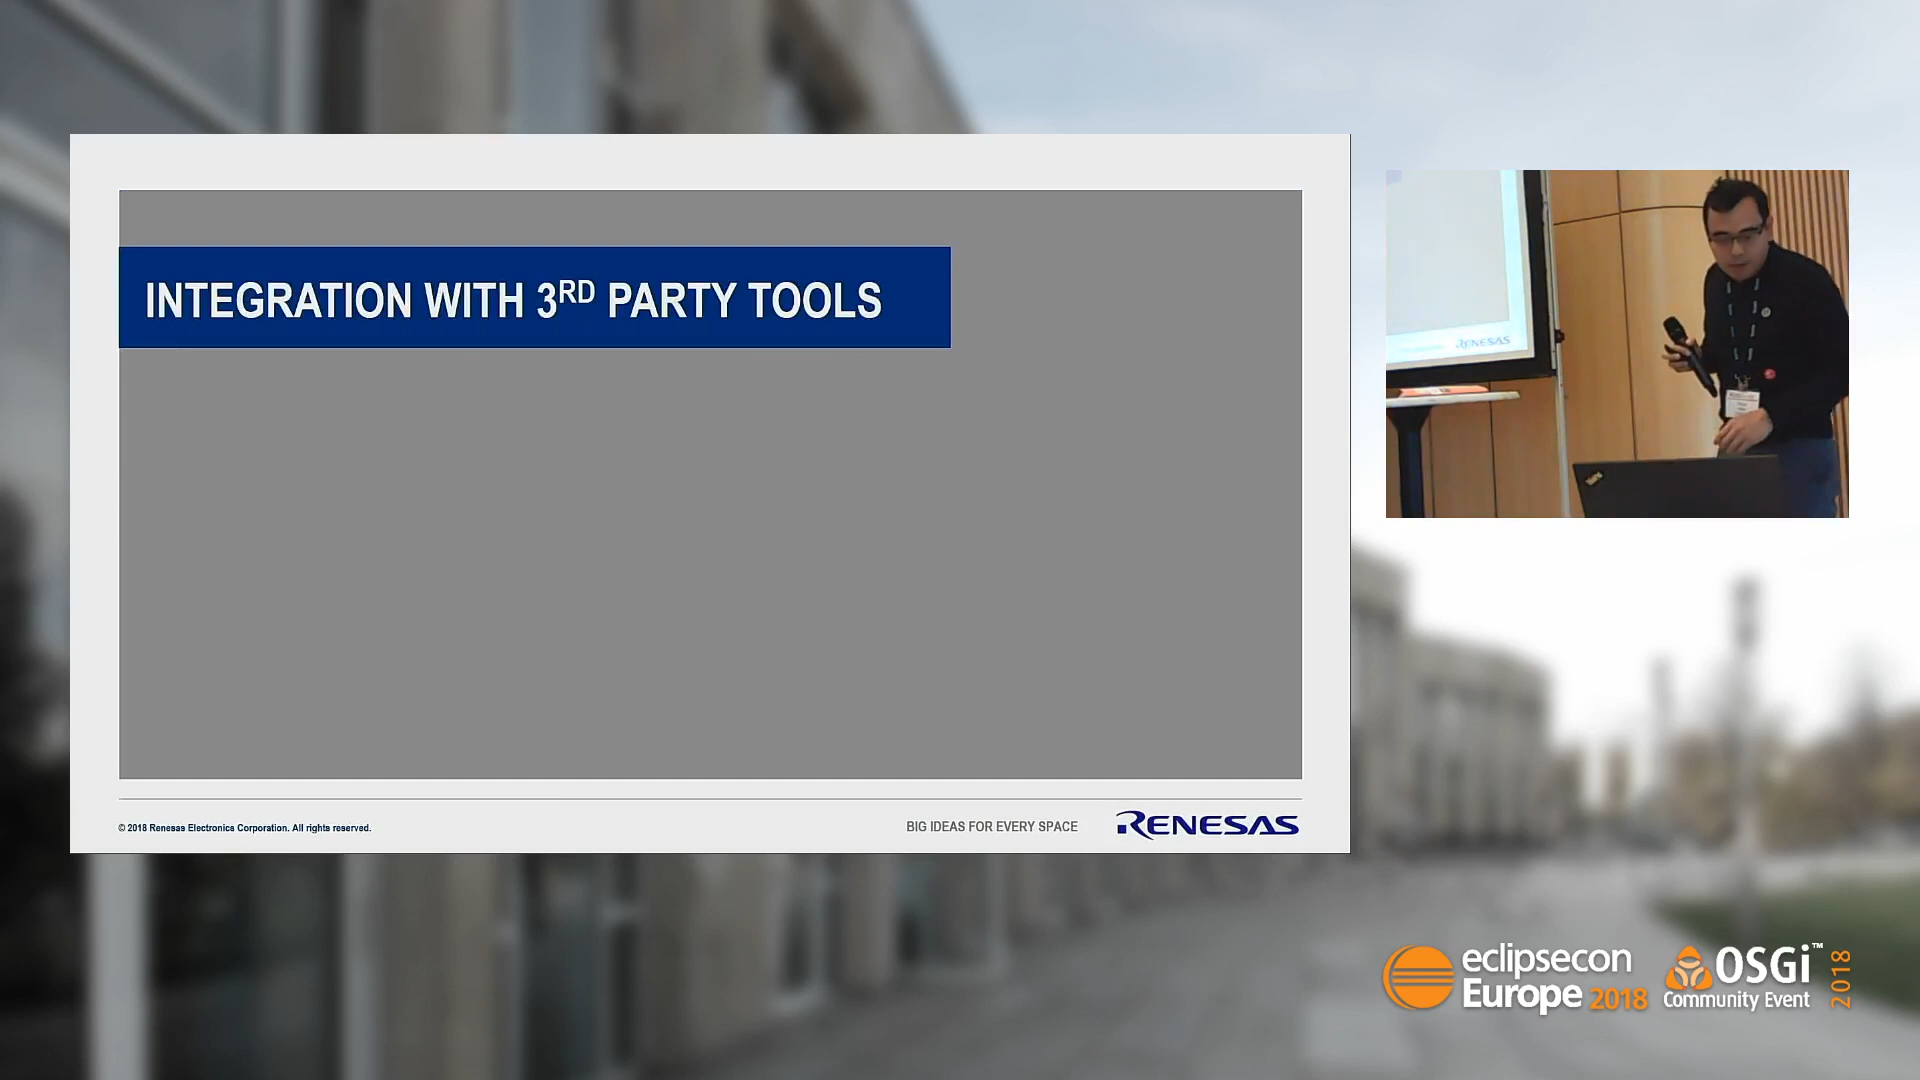 INTEGRATION WITH 3RD PARTY TOOLS
© 2018 Renesas Electronics Corporation. All rights reserved.
BIG IDEAS FOR EVERY SPACE
RENESAS
RENESAS
eclipsecon
Europe 2018
OSGi™
Community Event
2018